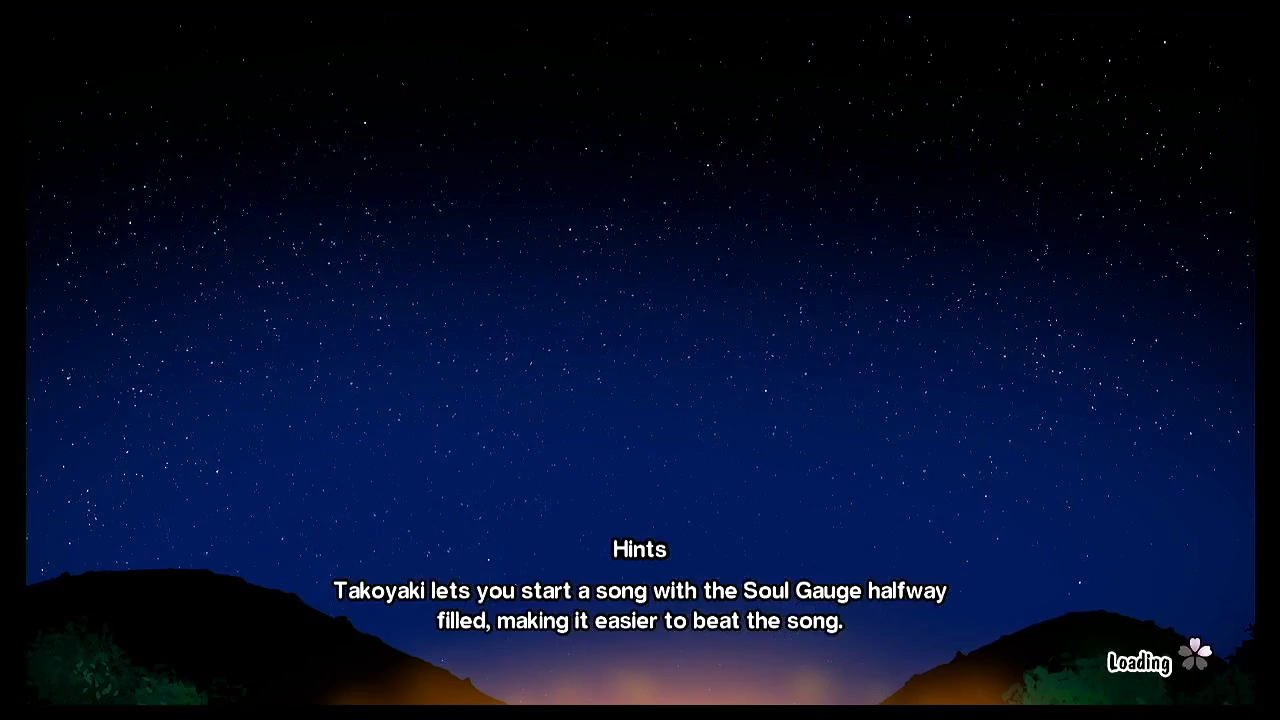 Hints
Takoyaki lets you start a song with the Soul Gauge halfway
filled, making it easier to beat the song.
Loading